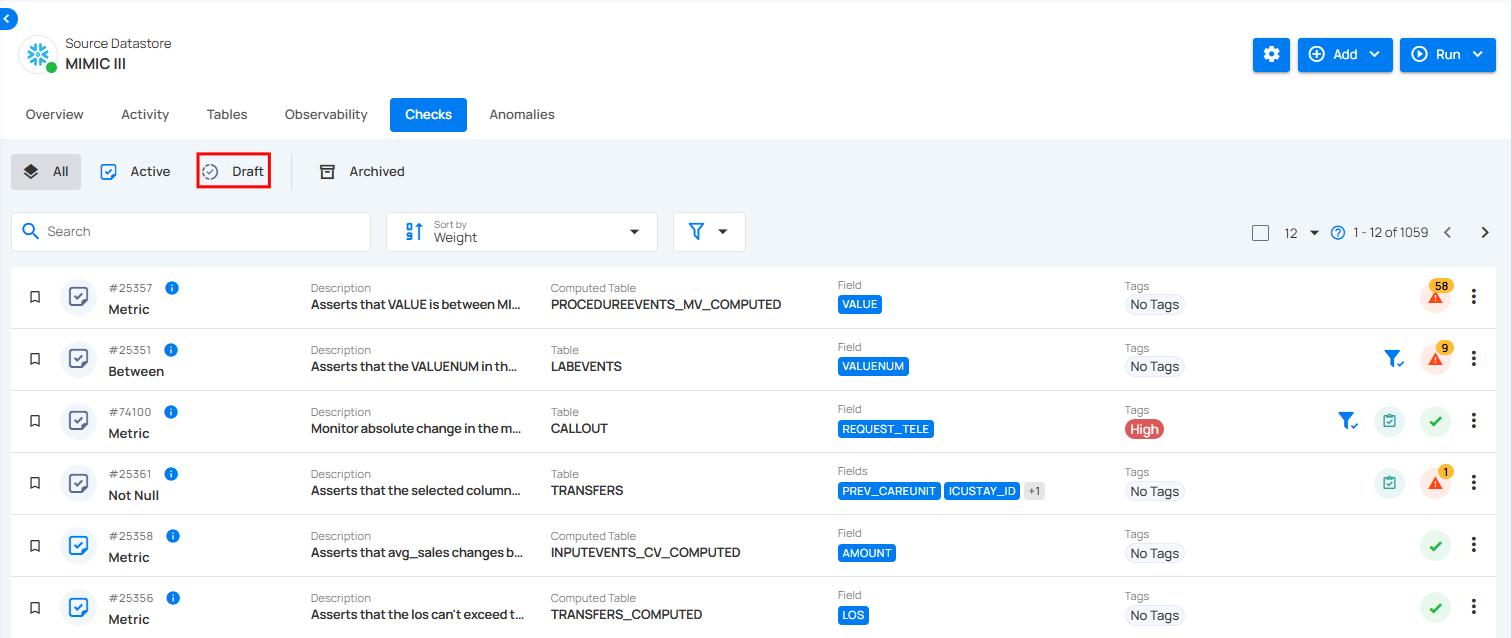 Source Datastore
MIMIC III
Add
Run
Overview
Activity
Tables
Observability
Checks
Anomalies
All
Active
Draft
Archived
Search
Sort by
Weight
12
1 - 12 of 1059
#25357
Metric
Description
Asserts that VALUE is between MI...
Computed Table
PROCEDUREEVENTS_MV_COMPUTED
Field
VALUE
Tags
No Tags
58
#25351
Between
Description
Asserts that the VALUENUM in th...
Table
LABEVENTS
Field
VALUENUM
Tags
No Tags
9
#74100
Metric
Description
Monitor absolute change in the m...
Table
CALLOUT
Field
REQUEST_TELE
Tags
High
#25361
Not Null
Description
Asserts that the selected column...
Table
TRANSFERS
Fields
PREV_CAREUNIT ICUSTAY_ID +1
Tags
No Tags
1
#25358
Metric
Description
Asserts that avg_sales changes b...
Computed Table
INPUTEVENTS_CV_COMPUTED
Field
AMOUNT
Tags
No Tags
#25356
Metric
Description
Asserts that the los can't exceed t...
Computed Table
TRANSFERS_COMPUTED
Field
LOS
Tags
No Tags